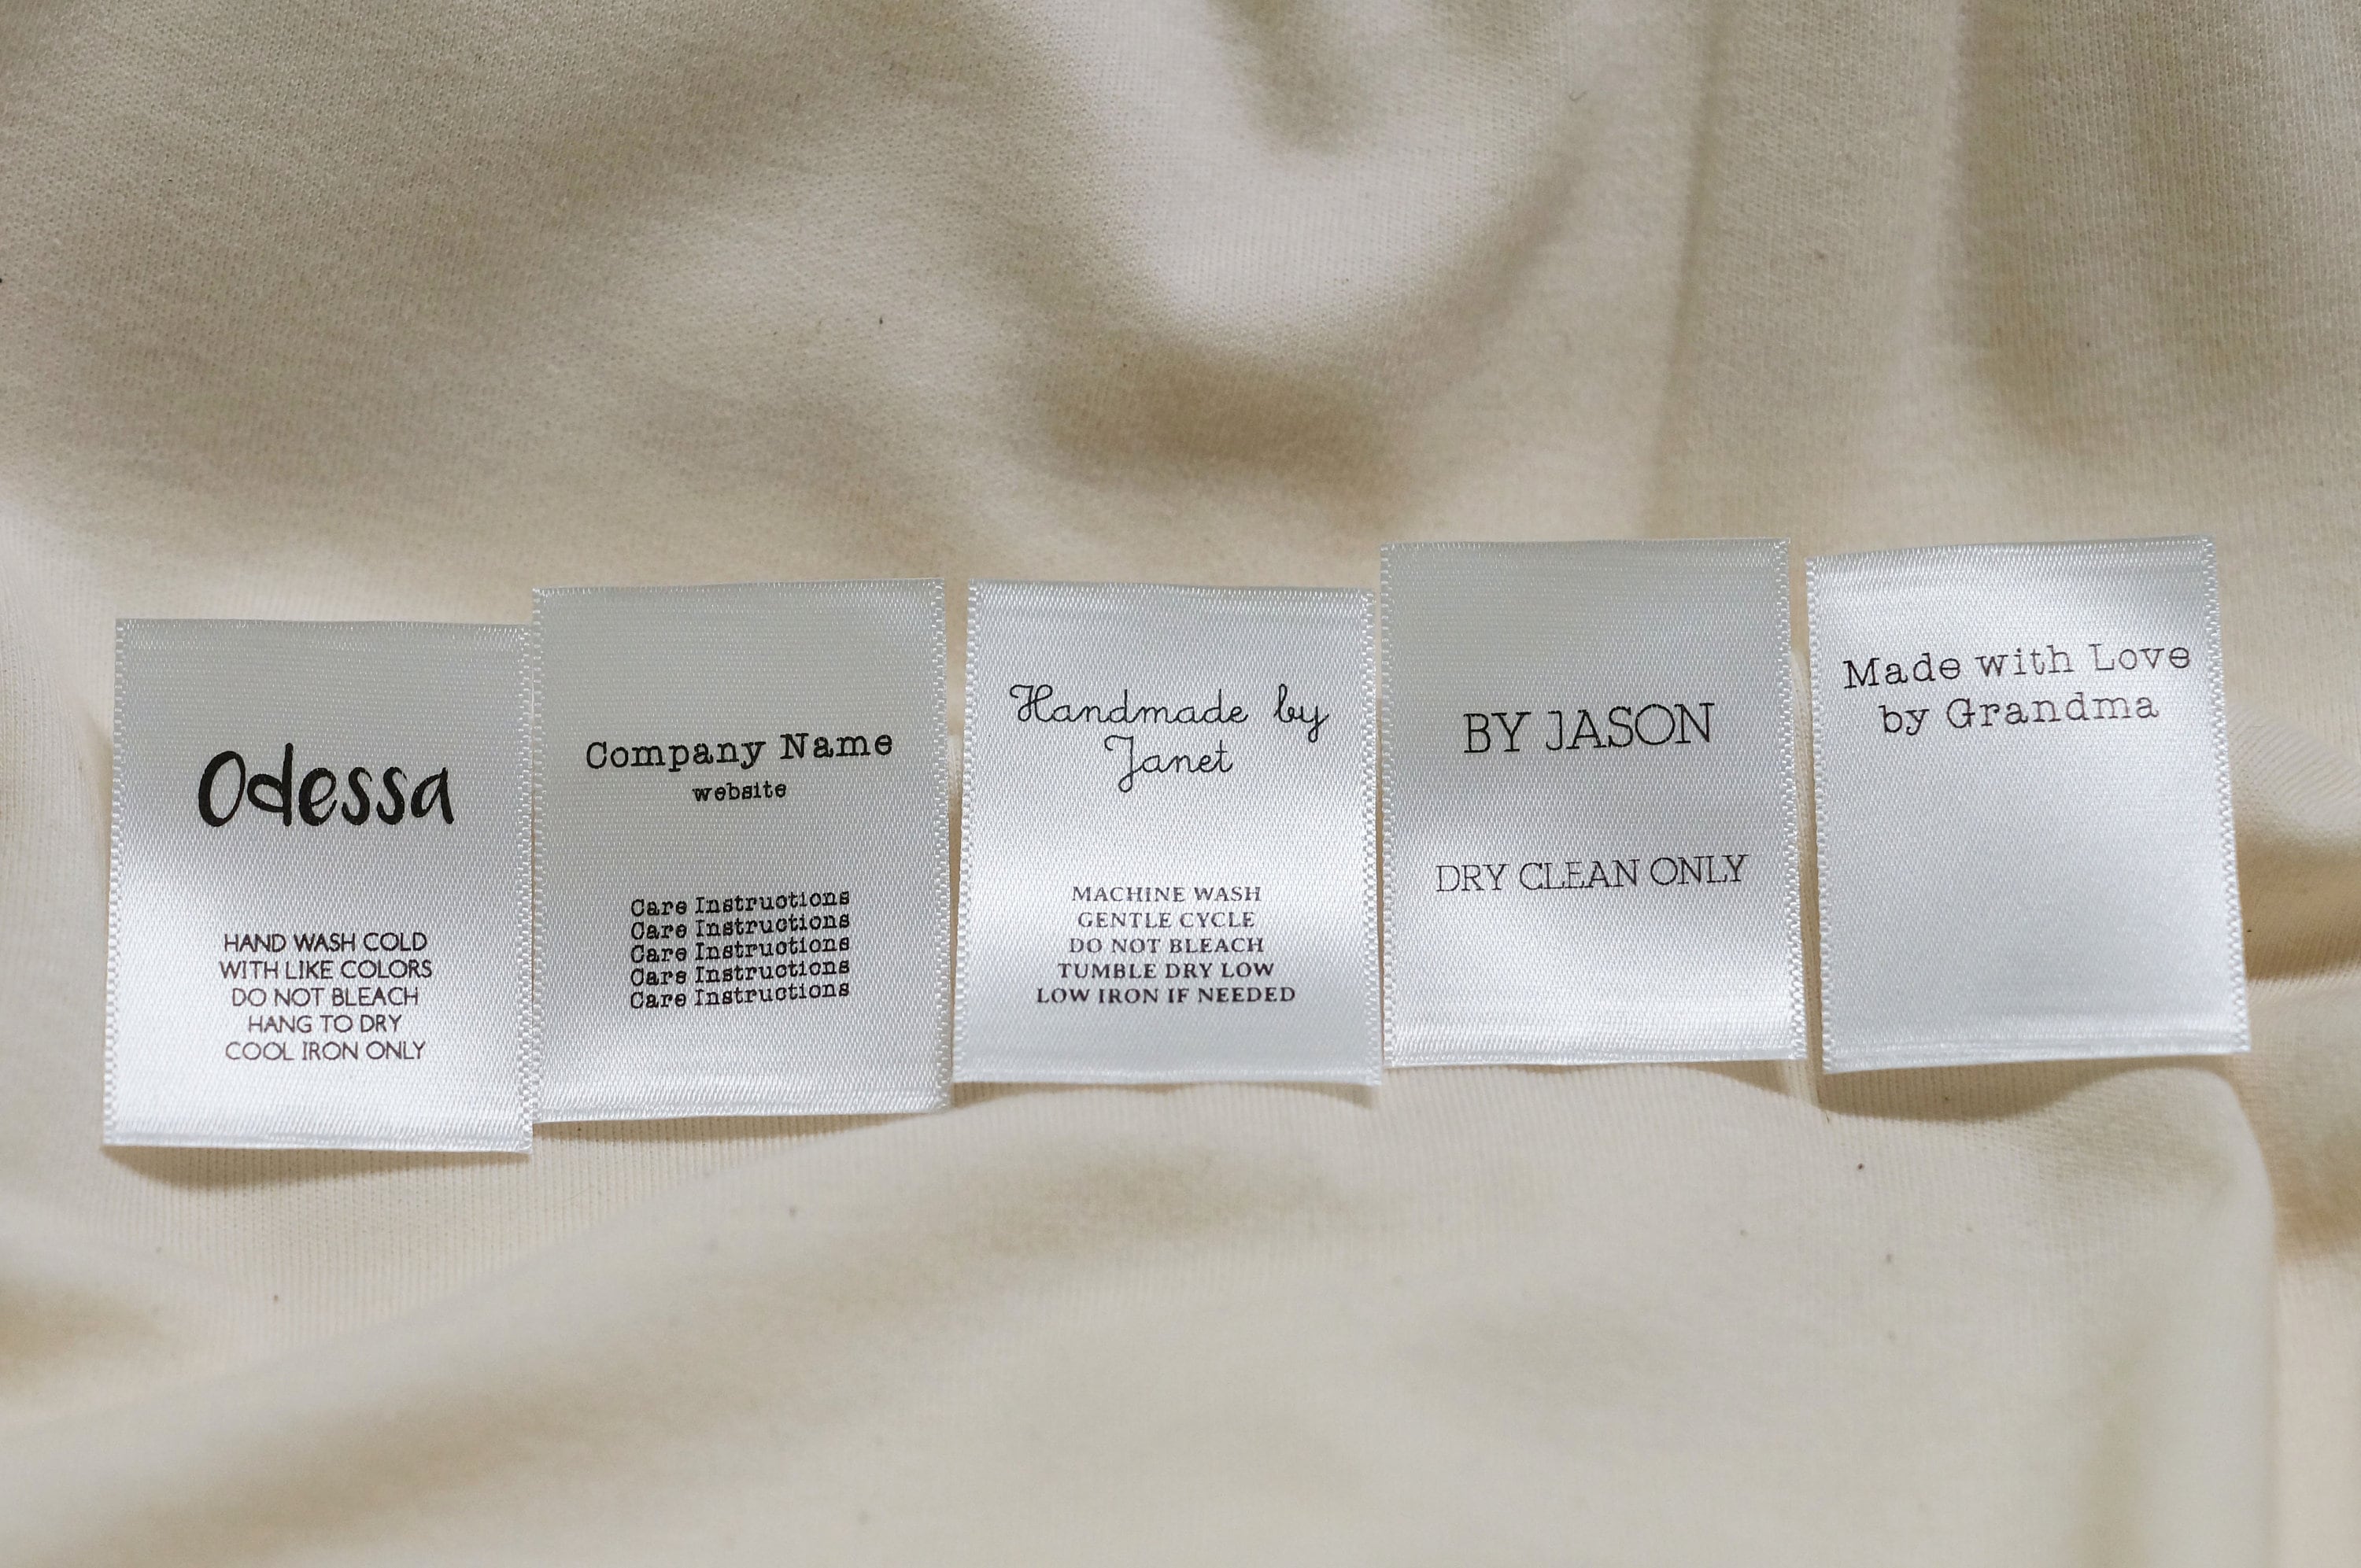 Odessa
HAND WASH COLD
WITH LIKE COLORS
DO NOT BLEACH
HANG TO DRY
COOL IRON ONLY
Company Name
website
Care Instructions
Care Instructions
Care Instructions
Care Instructions
Care Instructions
Handmade by
Janet
MACHINE WASH
GENTLE CYCLE
DO NOT BLEACH
TUMBLE DRY LOW
LOW IRON IF NEEDED
BY JASON
DRY CLEAN ONLY
Made with Love
by Grandma